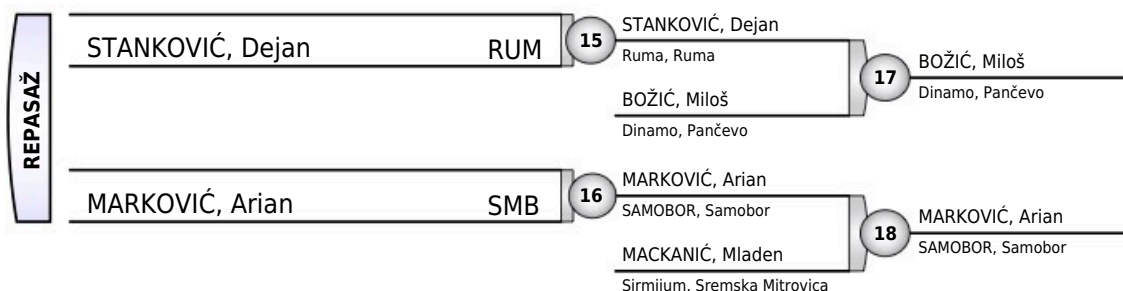 REPASAŽ
STANKOVIĆ, Dejan RUM
15
STANKOVIĆ, Dejan
Ruma, Ruma
BOŽIĆ, Miloš
Dinamo, Pančevo
17
BOŽIĆ, Miloš
Dinamo, Pančevo
MARKOVIĆ, Arian SMB
16
MARKOVIĆ, Arian
SAMOBOR, Samobor
MACKANIĆ, Mladen
Sirmijum, Sremska Mitrovica
18
MARKOVIĆ, Arian
SAMOBOR, Samobor